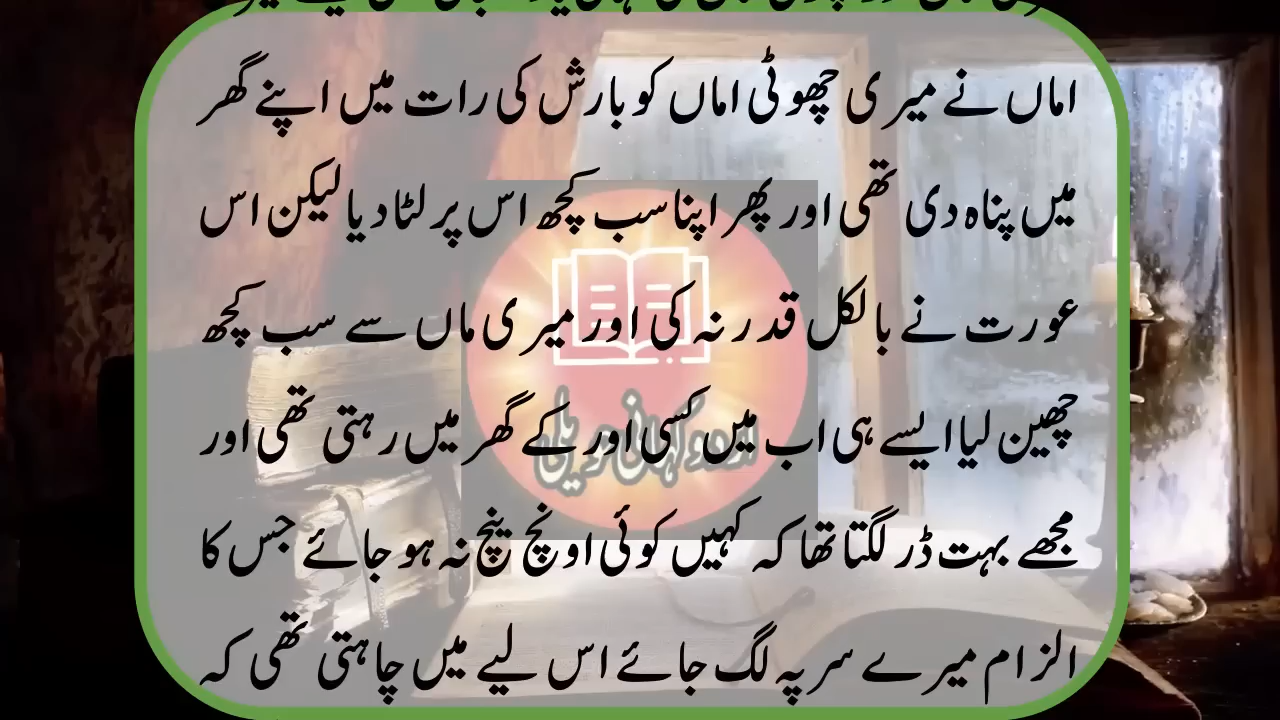 اماں نے میری چھوٹی اماں کو بارش کی رات میں اپنے گھر
میں پناہ دی تھی اور پھر اپنا سب کچھ اس پر لٹا دیا لیکن اس
عورت نے بالکل قدر نہ کی اور میری ماں سے سب کچھ
چھین لیا ایسے ہی اب میں کسی اور کے گھر میں رہتی تھی اور
مجھے بہت ڈر لگتا تھا کہ کہیں کوئی اونچ نیچ نہ ہو جائے جس کا
الزام میرے سر پہ لگ جائے اس لیے میں چاہتی تھی کہ
اردو کہانی حویلی